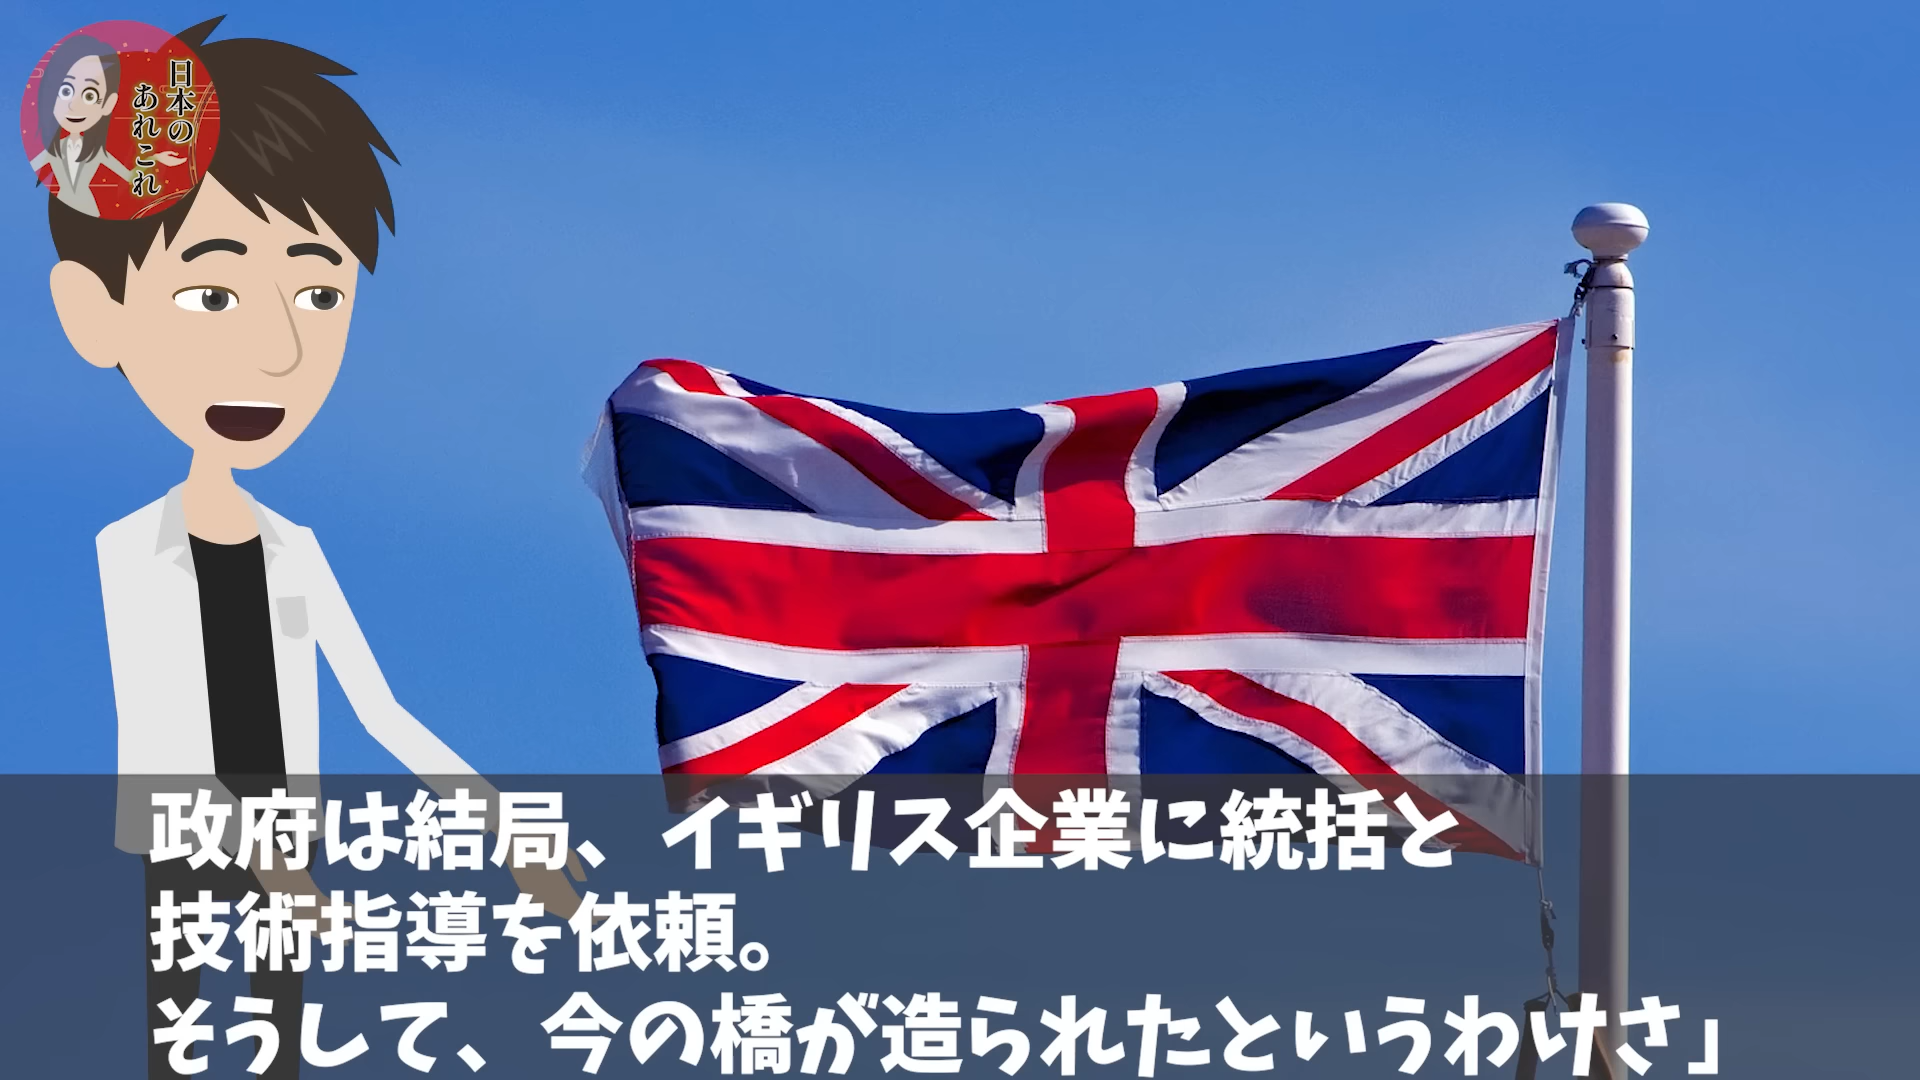 日本の
あれこれ
政府は結局、イギリス企業に統括と
技術指導を依頼。
そうして、今の橋が造られたというわけさ」